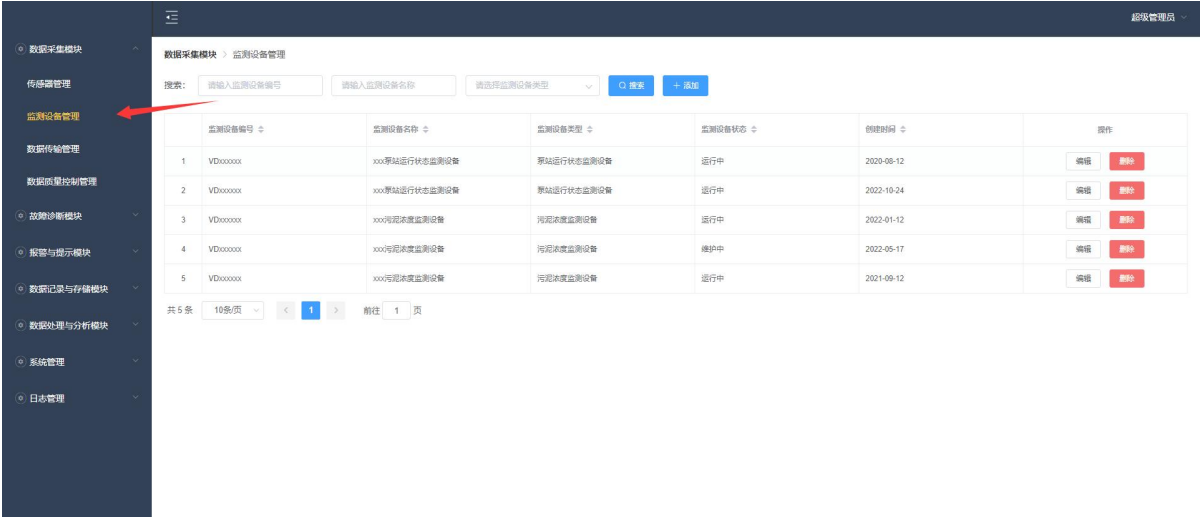 超级管理员
数据采集模块
传感器管理
监测设备管理
数据传输管理
数据质量控制管理
故障诊断模块
报警与提示模块
数据记录与存储模块
数据处理与分析模块
系统管理
日志管理
数据采集模块 > 监测设备管理
搜索: 请输入监测设备编号 请输入监测设备名称 请选择监测设备类型 搜索 + 添加
监测设备编号 监测设备名称 监测设备类型 监测设备状态 创建时间 操作
1 VDxxxxxx xxx泵站运行状态监测设备 泵站运行状态监测设备 运行中 2020-08-12 编辑 删除
2 VDxxxxxx xxx泵站运行状态监测设备 泵站运行状态监测设备 运行中 2022-10-24 编辑 删除
3 VDxxxxxx xxx污泥浓度监测设备 污泥浓度监测设备 运行中 2022-01-12 编辑 删除
4 VDxxxxxx xxx污泥浓度监测设备 污泥浓度监测设备 维护中 2022-05-17 编辑 删除
5 VDxxxxxx xxx污泥浓度监测设备 污泥浓度监测设备 运行中 2021-09-12 编辑 删除
共 5 条 10条/页 < 1 > 前往 1 页